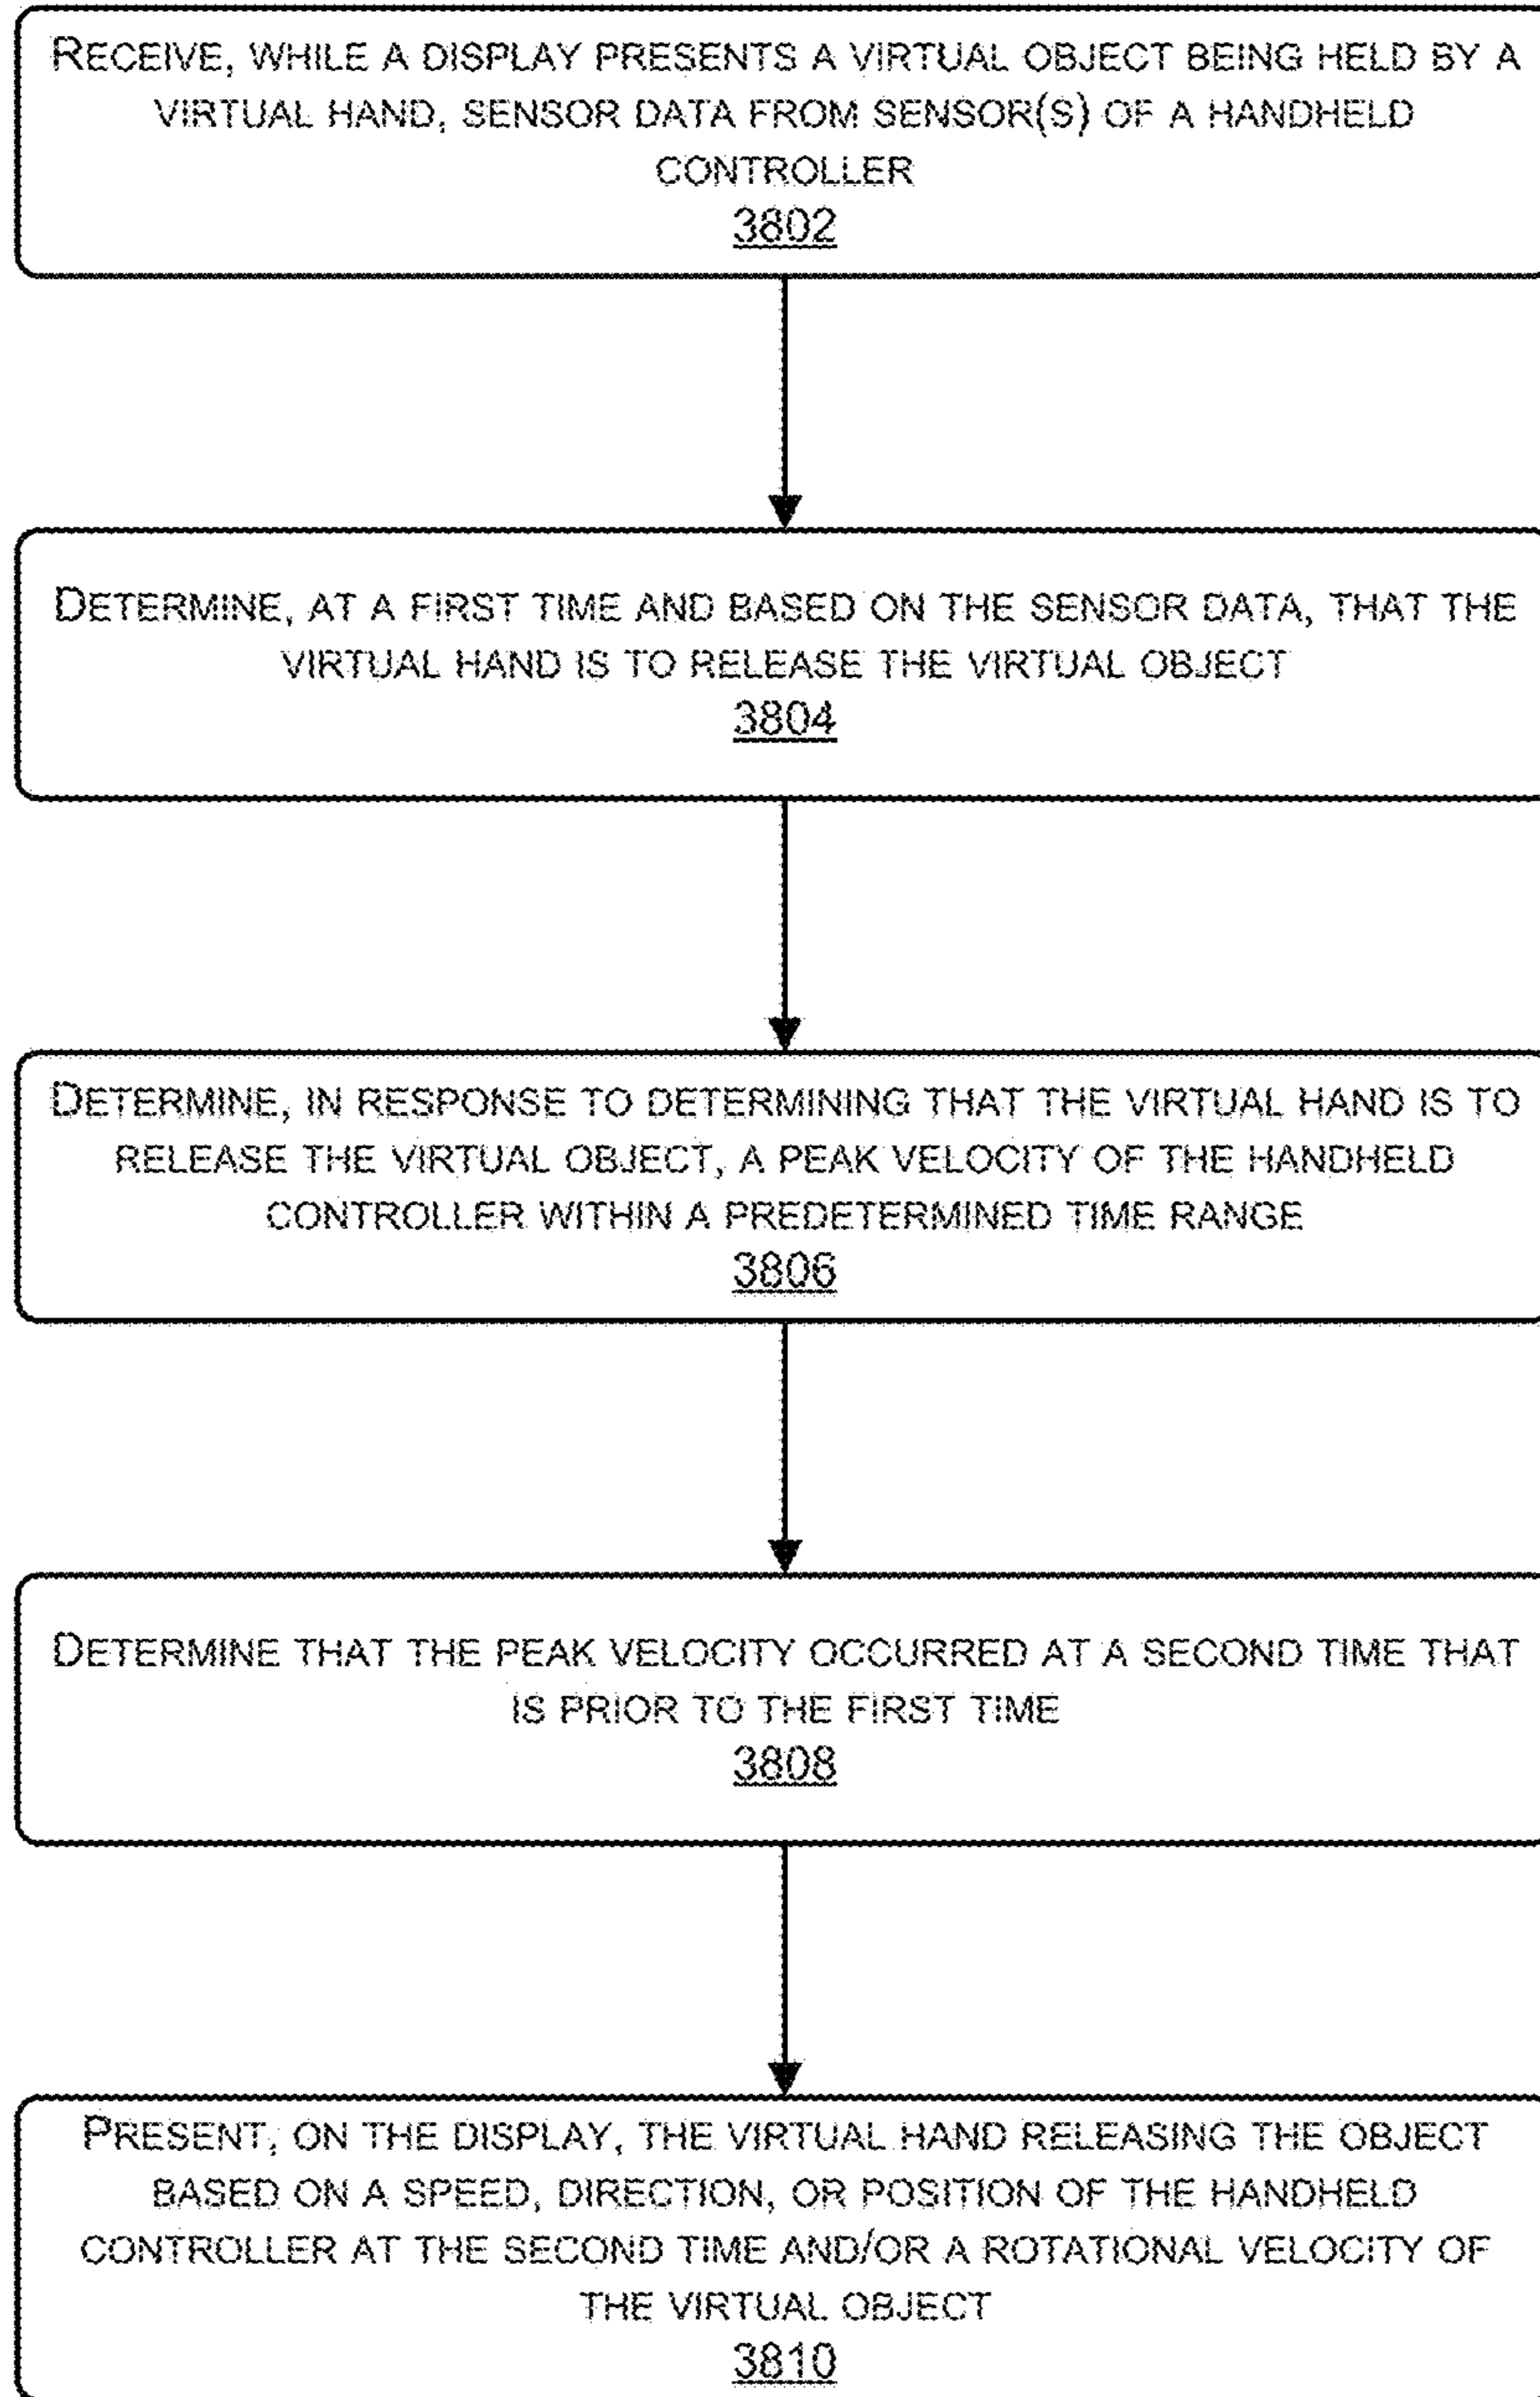 RECEIVE, WHILE A DISPLAY PRESENTS A VIRTUAL OBJECT BEING HELD BY A
VIRTUAL HAND, SENSOR DATA FROM SENSOR(S) OF A HANDHELD
CONTROLLER
3802
DETERMINE, AT A FIRST TIME AND BASED ON THE SENSOR DATA, THAT THE
VIRTUAL HAND IS TO RELEASE THE VIRTUAL OBJECT
3804
DETERMINE, IN RESPONSE TO DETERMINING THAT THE VIRTUAL HAND IS TO
RELEASE THE VIRTUAL OBJECT, A PEAK VELOCITY OF THE HANDHELD
CONTROLLER WITHIN A PREDETERMINED TIME RANGE
3806
DETERMINE THAT THE PEAK VELOCITY OCCURRED AT A SECOND TIME THAT
IS PRIOR TO THE FIRST TIME
3808
PRESENT, ON THE DISPLAY, THE VIRTUAL HAND RELEASING THE OBJECT
BASED ON A SPEED, DIRECTION, OR POSITION OF THE HANDHELD
CONTROLLER AT THE SECOND TIME AND/OR A ROTATIONAL VELOCITY OF
THE VIRTUAL OBJECT
3810